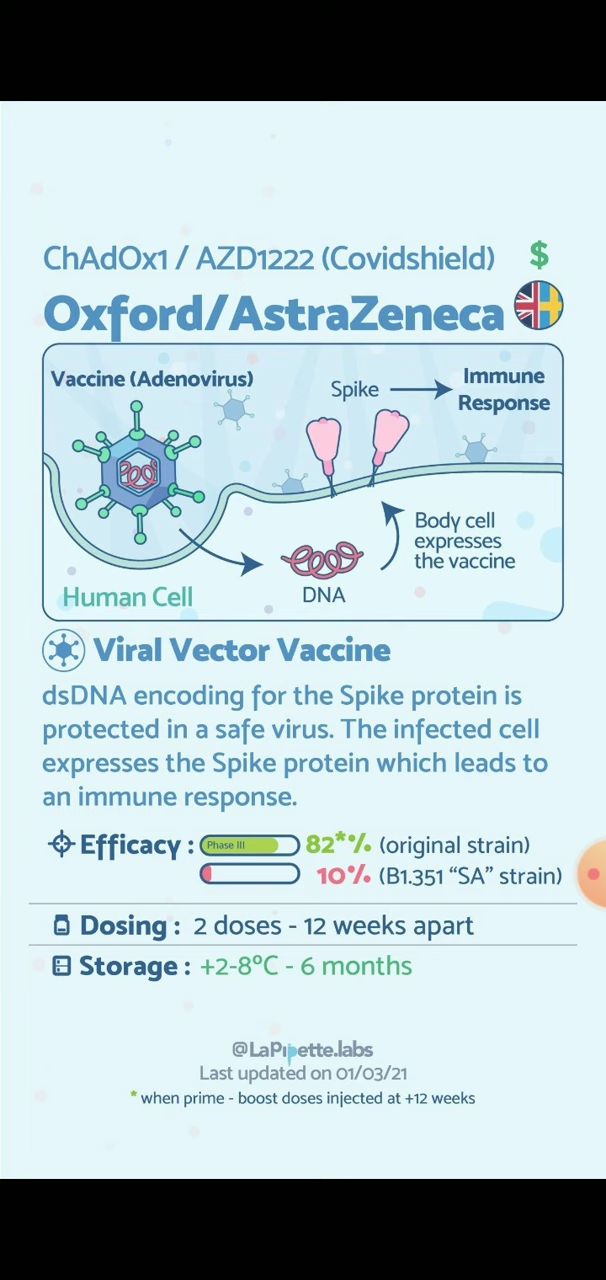 ChAdOx1 / AZD1222 (Covidshield) $
Oxford/AstraZeneca
Vaccine (Adenovirus)
Spike
Immune
Response
Body cell
expresses
the vaccine
DNA
Human Cell
Viral Vector Vaccine
dsDNA encoding for the Spike protein is
protected in a safe virus. The infected cell
expresses the Spike protein which leads to
an immune response.
Efficacy : Phase III 82*% (original strain)
10% (B1.351 “SA” strain)
Dosing : 2 doses - 12 weeks apart
Storage : +2-8°C - 6 months
@LaPipette.labs
Last updated on 01/03/21
* when prime - boost doses injected at +12 weeks